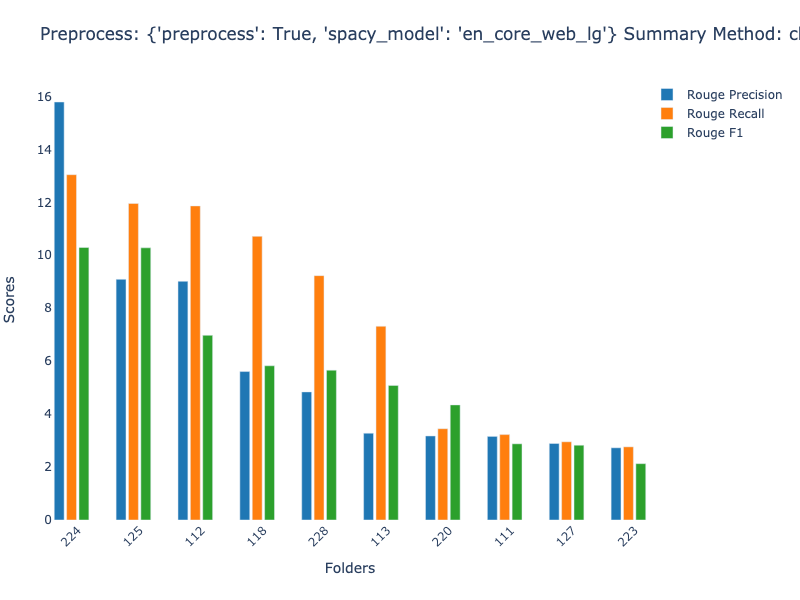 Preprocess: {'preprocess': True, 'spacy_model': 'en_core_web_lg'} Summary Method:
Rouge Precision
Rouge Recall
Rouge F1
16
14
12
10
8
6
4
2
0
Scores
224 125 112 118 228 113 220 111 127 223
Folders